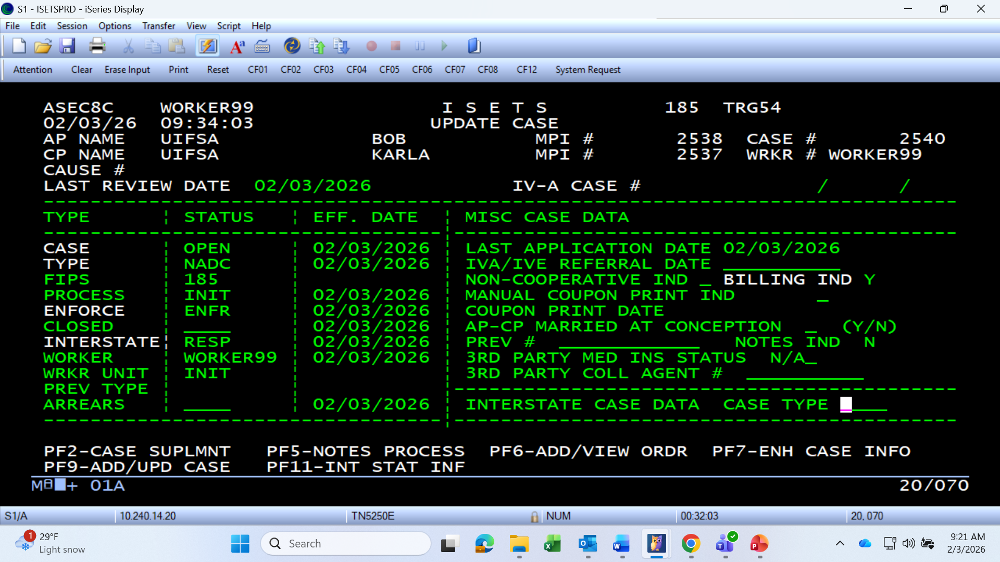 S1 - ISETSPRD - iSeries Display
File Edit Session Options Transfer View Script Help
Attention Clear Erase Input Print Reset CF01 CF02 CF03 CF04 CF05 CF06 CF07 CF08 CF12 System Request
ASEC8C WORKER99 I S E T S 185 TRG54
02/03/26 09:34:03 UPDATE CASE
AP NAME UIFSA BOB MPI # 2538 CASE # 2540
CP NAME UIFSA KARLA MPI # 2537 WRKR # WORKER99
CAUSE #
LAST REVIEW DATE 02/03/2026 IV-A CASE # / /
TYPE ¦ STATUS ¦ EFF. DATE ¦ MISC CASE DATA
CASE ¦ OPEN ¦ 02/03/2026 ¦ LAST APPLICATION DATE 02/03/2026
TYPE ¦ NADC ¦ 02/03/2026 ¦ IVA/IVE REFERRAL DATE __________
FIPS ¦ 185 ¦ ¦ NON-COOPERATIVE IND _ BILLING IND Y
PROCESS ¦ INIT ¦ 02/03/2026 ¦ MANUAL COUPON PRINT IND _
ENFORCE ¦ ENFR ¦ 02/03/2026 ¦ COUPON PRINT DATE
CLOSED ¦ ____ ¦ 02/03/2026 ¦ AP-CP MARRIED AT CONCEPTION _ (Y/N)
INTERSTATE¦ RESP ¦ 02/03/2026 ¦ PREV # ____________ NOTES IND N
WORKER ¦ WORKER99 ¦ 02/03/2026 ¦ 3RD PARTY MED INS STATUS N/A_
WRKR UNIT ¦ INIT ¦ ¦ 3RD PARTY COLL AGENT # __________
PREV TYPE ¦ ¦ ¦
ARREARS ¦ ____ ¦ 02/03/2026 ¦ INTERSTATE CASE DATA CASE TYPE ____
PF2-CASE SUPLMNT PF5-NOTES PROCESS PF6-ADD/VIEW ORDR PF7-ENH CASE INFO
PF9-ADD/UPD CASE PF11-INT STAT INF
M + 01A 20/070
S1/A 10.240.14.20 TN5250E NUM 00:32:03 20, 070
1 29°F Search 9:21 AM
Light snow 2/3/2026